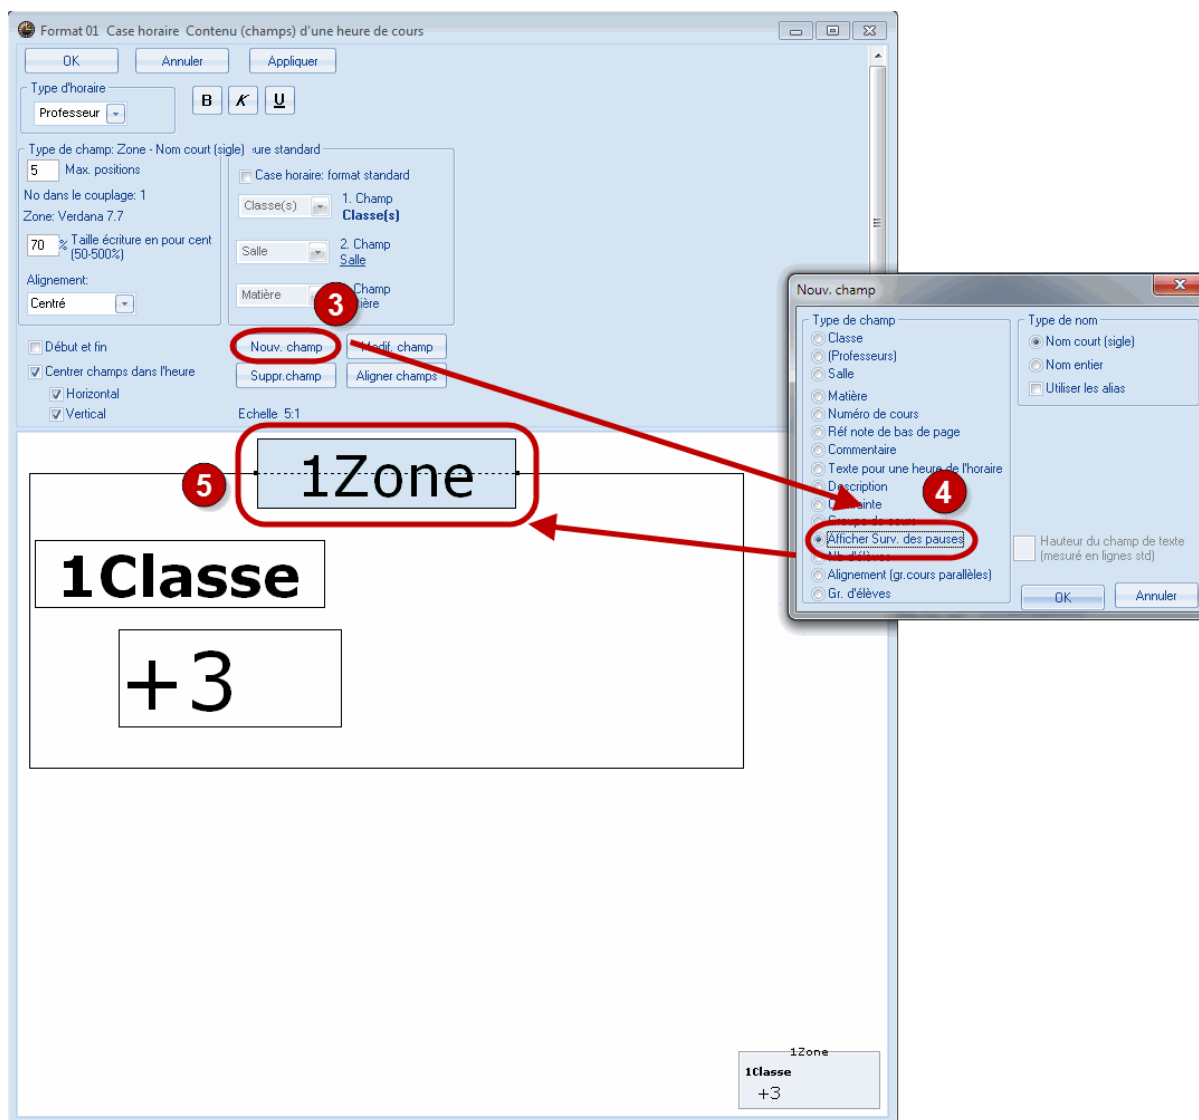 Format 01 Case horaire Contenu (champs) d'une heure de cours
OK Annuler Appliquer
Type d'horaire
Professeur
B K U
Type de champ: Zone - Nom court (sigle)
ure standard
5 Max. positions
No dans le couplage: 1
Zone: Verdana 7.7
70 % Taille écriture en pour cent
(50-500%)
Alignement:
Centré
Case horaire: format standard
Classe(s) 1. Champ
Classe(s)
Salle 2. Champ
Salle
Matière Champ
tière
3
Début et fin
Centrer champs dans l'heure
Horizontal
Vertical
Nouv. champ Modif. champ
Suppr.champ Aligner champs
Echelle 5:1
5
1Zone
1Classe
+3
1Zone
1Classe
+3
Nouv. champ
Type de champ
Classe
(Professeurs)
Salle
Matière
Numéro de cours
Réf note de bas de page
Commentaire
Texte pour une heure de l'horaire
Description
4
Afficher Surv. des pauses
Nb d'élèves
Alignement (gr.cours parallèles)
Gr. d'élèves
Type de nom
Nom court (sigle)
Nom entier
Utiliser les alias
Hauteur du champ de texte
(mesuré en lignes std)
OK Annuler